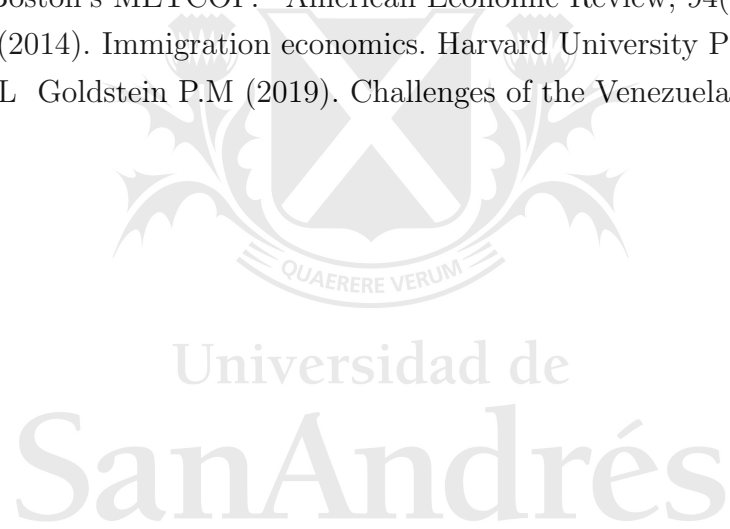 Boston's METCOP. American Economic Review, 94(
(2014). Immigration economics. Harvard University P
L Goldstein P.M (2019). Challenges of the Venezuela
QUAERERE VERUM
Universidad de
SanAndrés